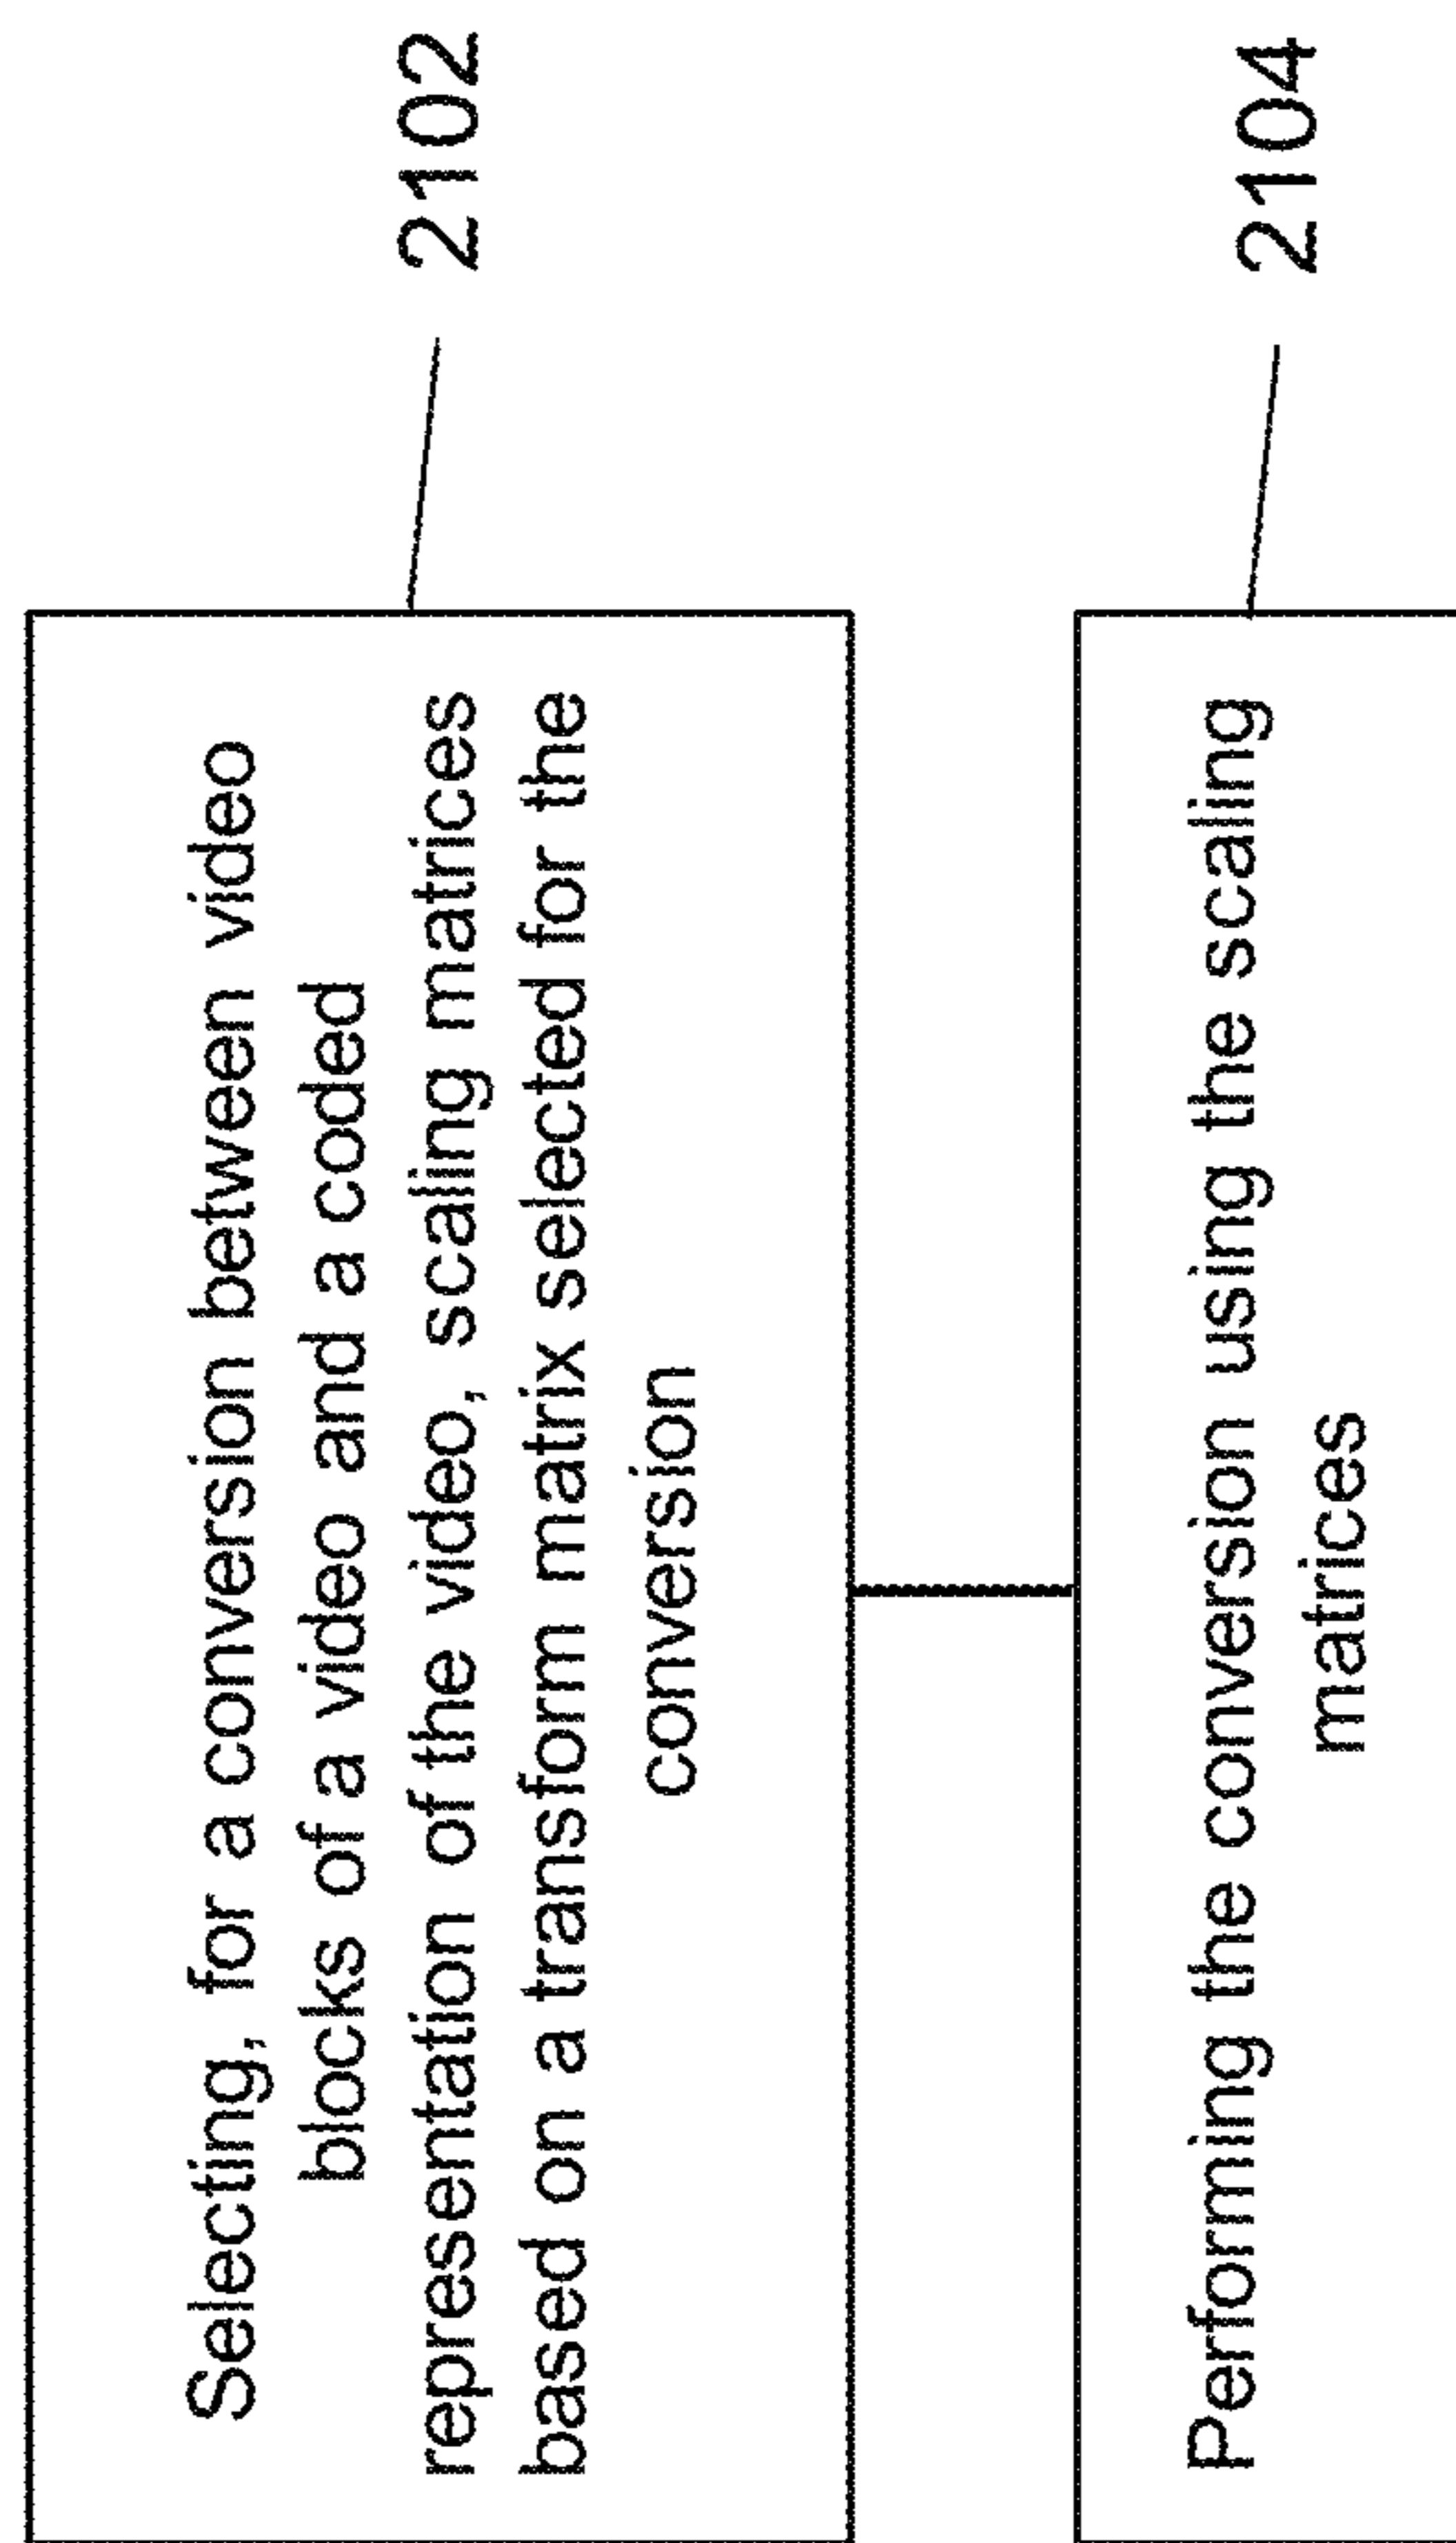 Selecting, for a conversion between video
blocks of a video and a coded
representation of the video, scaling matrices
based on a transform matrix selected for the
conversion
2102
Performing the conversion using the scaling
matrices
2104